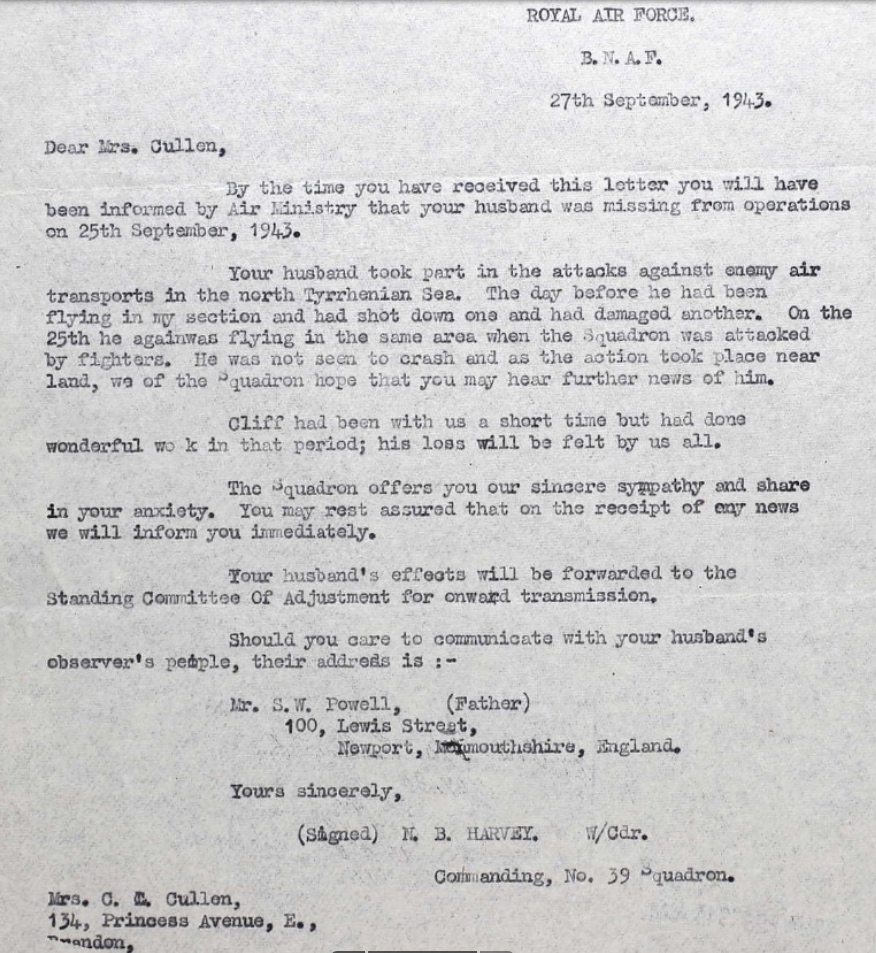 ROYAL AIR FORCE.
B.N.A.F.
27th September, 1943.
Dear Mrs. Cullen,
By the time you have received this letter you will have
been informed by Air Ministry that your husband was missing from operations
on 25th September, 1943.
Your husband took part in the attacks against enemy air
transports in the north Tyrrhenian Sea. The day before he had been
flying in my section and had shot down one and had damaged another. On the
25th he againwas flying in the same area when the Squadron was attacked
by fighters. He was not seen to crash and as the action took place near
land, we of the Squadron hope that you may hear further news of him.
Cliff had been with us a short time but had done
wonderful wo k in that period; his loss will be felt by us all.
The Squadron offers you our sincere sympathy and share
in your anxiety. You may rest assured that on the receipt of any news
we will inform you immediately.
Your husband's effects will be forwarded to the
Standing Committee Of Adjustment for onward transmission.
Should you care to communicate with your husband's
observer's people, their address is :-
Mr. S.W. Powell, (Father)
100, Lewis Street,
Newport, Monmouthshire, England.
Yours sincerely,
(Signed) N. B. HARVEY. W/Cdr.
Commanding, No. 39 Squadron.
Mrs. C. Cullen,
134, Princess Avenue, E.,